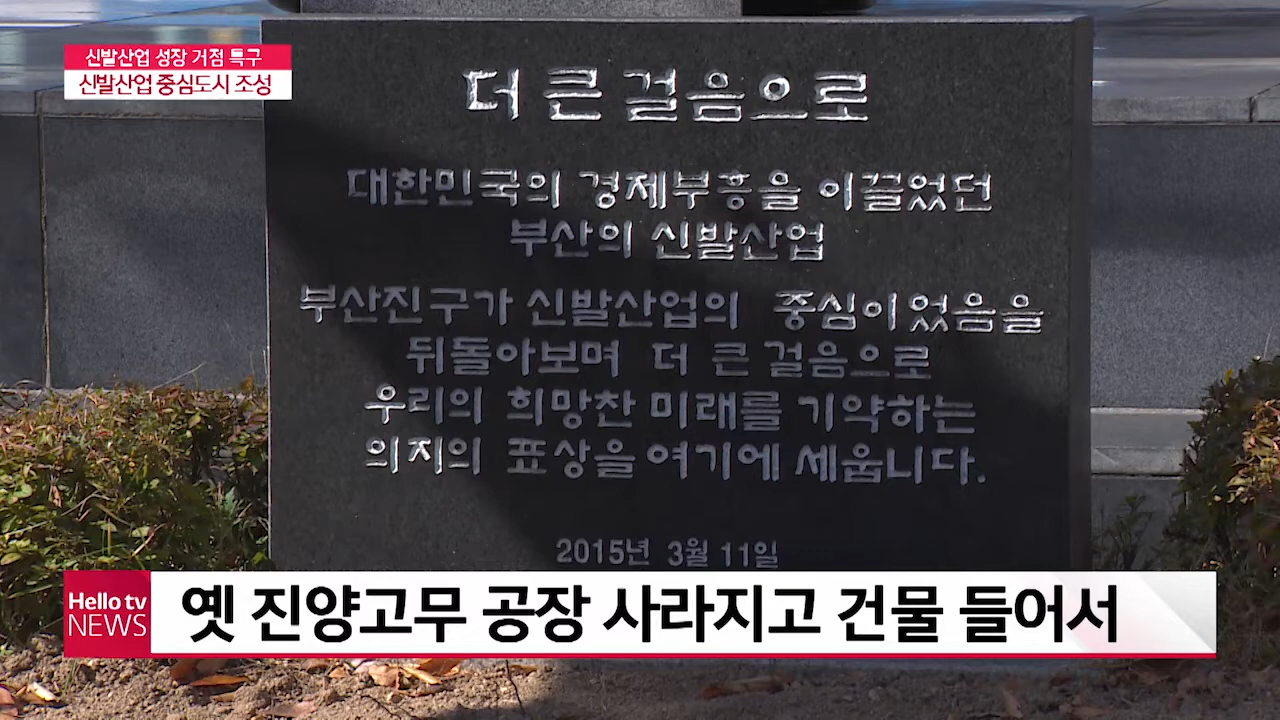 신발산업 성장 거점 특구
신발산업 중심도시 조성
더 큰 걸음으로
대한민국의 경제부흥을 이끌었던
부산의 신발산업
부산진구가 신발산업의 중심이었음을
뒤돌아보며 더 큰 걸음으로
우리의 희망찬 미래를 기약하는
의지의 표상을 여기에 세웁니다.
2015년 3월 11일
Hello tv
NEWS
옛 진양고무 공장 사라지고 건물 들어서